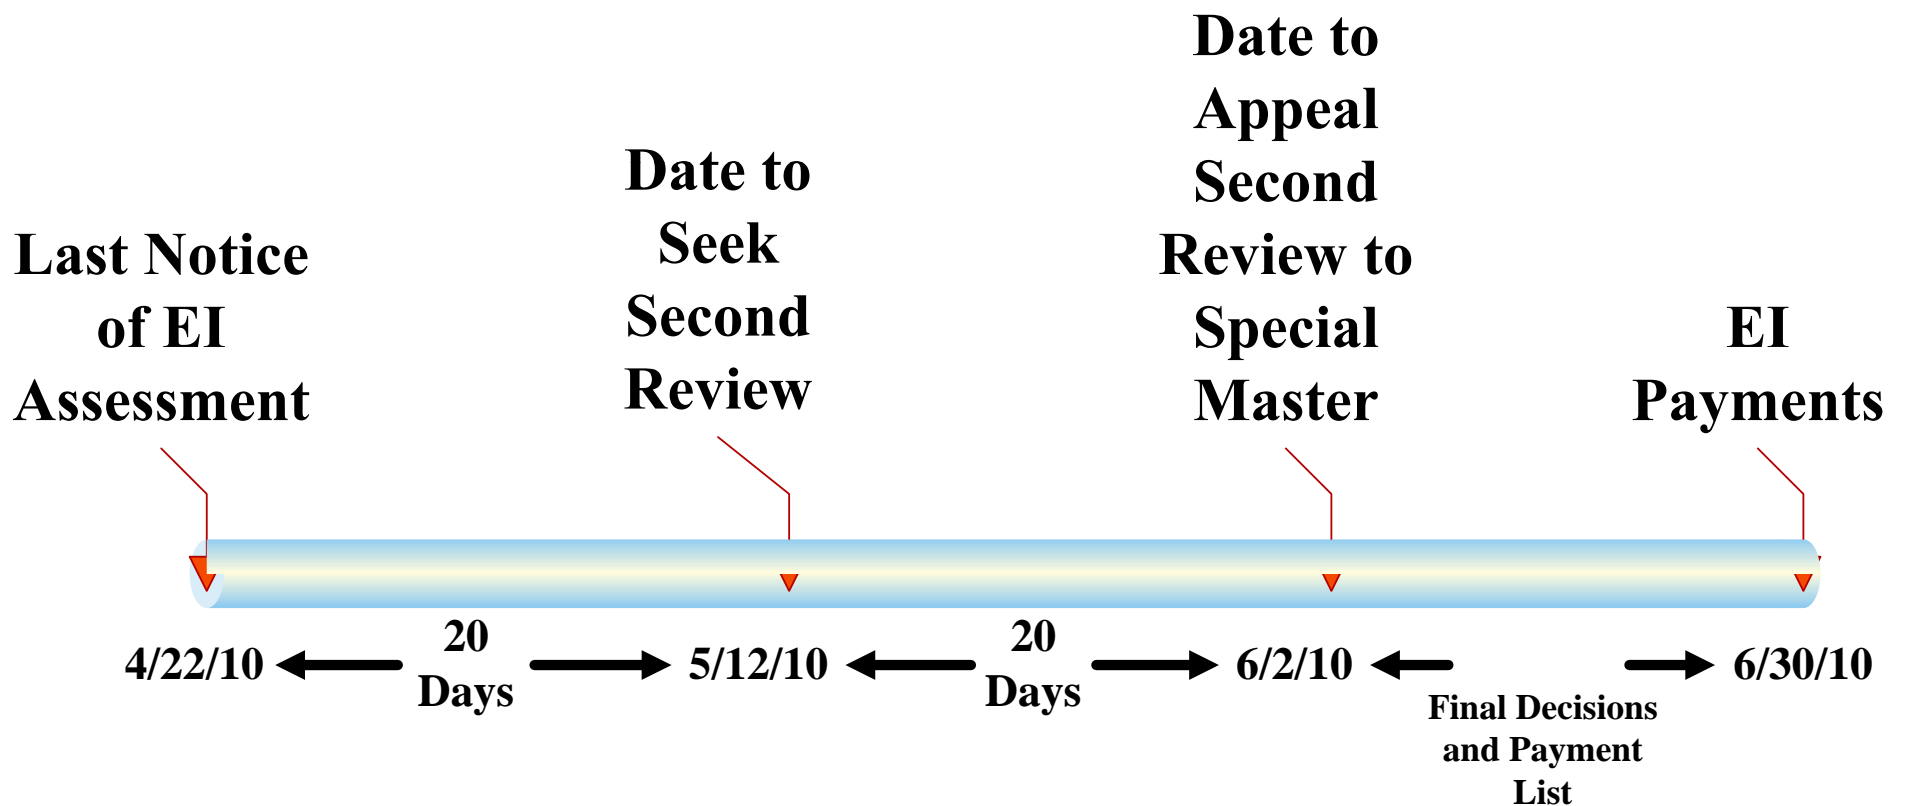 Last Notice
of EI
Assessment
Date to
Seek
Second
Review
Date to
Appeal
Second
Review to
Special
Master
EI
Payments
4/22/10
20
Days
5/12/10
20
Days
6/2/10
Final Decisions
and Payment
List
6/30/10